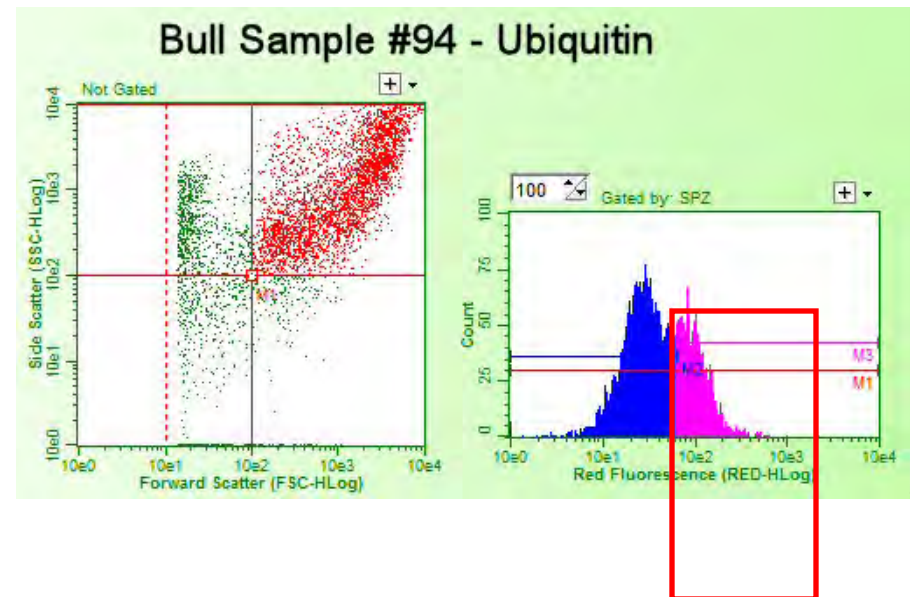 Bull Sample #94 - Ubiquitin
Not Gated
+
10e4
10e3
10e2
10e1
10e0
Side Scatter (SSC-HLog)
10e0 10e1 10e2 10e3 10e4
Forward Scatter (FSC-HLog)
100
Gated by: SPZ
+
100
75
50
25
0
Count
M3
M2
M1
10e0 10e1 10e2 10e3 10e4
Red Fluorescence (RED-HLog)